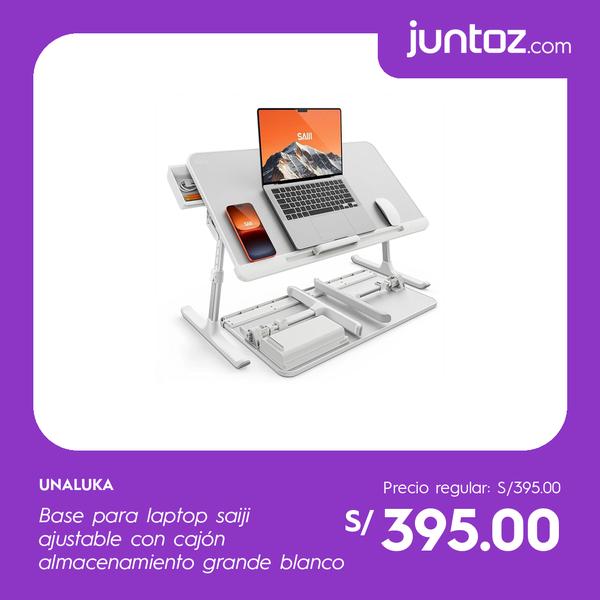 juntoz.com
SAIJI
SAIJI
UNALUKA
Base para laptop saiji
ajustable con cajón
almacenamiento grande blanco
Precio regular: S/395.00
S/ 395.00